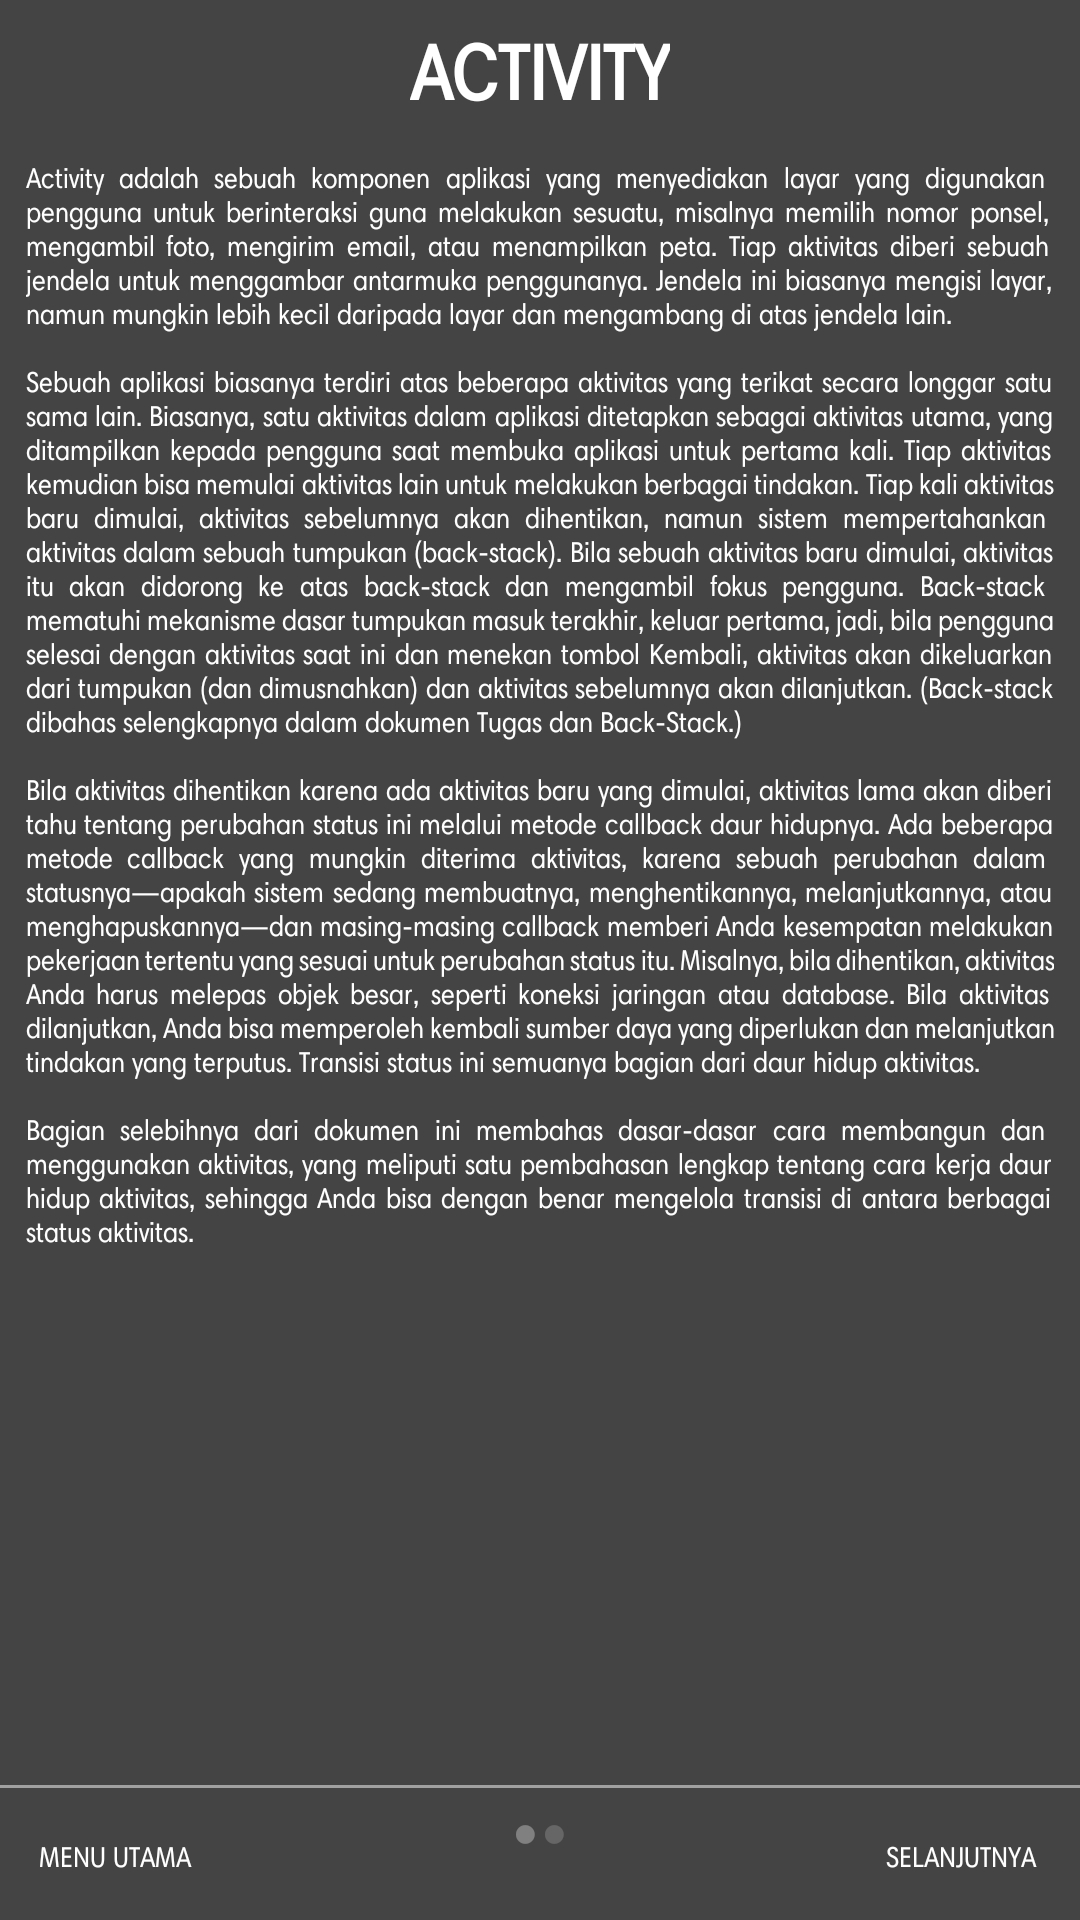 ACTIVITY
Activity adalah sebuah komponen aplikasi yang menyediakan layar yang digunakan
pengguna untuk berinteraksi guna melakukan sesuatu, misalnya memilih nomor ponsel,
mengambil foto, mengirim email, atau menampilkan peta. Tiap aktivitas diberi sebuah
jendela untuk menggambar antarmuka penggunanya. Jendela ini biasanya mengisi layar,
namun mungkin lebih kecil daripada layar dan mengambang di atas jendela lain.
Sebuah aplikasi biasanya terdiri atas beberapa aktivitas yang terikat secara longgar satu
sama lain. Biasanya, satu aktivitas dalam aplikasi ditetapkan sebagai aktivitas utama, yang
ditampilkan kepada pengguna saat membuka aplikasi untuk pertama kali. Tiap aktivitas
kemudian bisa memulai aktivitas lain untuk melakukan berbagai tindakan. Tiap kali aktivitas
baru dimulai, aktivitas sebelumnya akan dihentikan, namun sistem mempertahankan
aktivitas dalam sebuah tumpukan (back-stack). Bila sebuah aktivitas baru dimulai, aktivitas
itu akan didorong ke atas back-stack dan mengambil fokus pengguna. Back-stack
mematuhi mekanisme dasar tumpukan masuk terakhir, keluar pertama, jadi, bila pengguna
selesai dengan aktivitas saat ini dan menekan tombol Kembali, aktivitas akan dikeluarkan
dari tumpukan (dan dimusnahkan) dan aktivitas sebelumnya akan dilanjutkan. (Back-stack
dibahas selengkapnya dalam dokumen Tugas dan Back-Stack.)
Bila aktivitas dihentikan karena ada aktivitas baru yang dimulai, aktivitas lama akan diberi
tahu tentang perubahan status ini melalui metode callback daur hidupnya. Ada beberapa
metode callback yang mungkin diterima aktivitas, karena sebuah perubahan dalam
statusnya—apakah sistem sedang membuatnya, menghentikannya, melanjutkannya, atau
menghapuskannya—dan masing-masing callback memberi Anda kesempatan melakukan
pekerjaan tertentu yang sesuai untuk perubahan status itu. Misalnya, bila dihentikan, aktivitas
Anda harus melepas objek besar, seperti koneksi jaringan atau database. Bila aktivitas
dilanjutkan, Anda bisa memperoleh kembali sumber daya yang diperlukan dan melanjutkan
tindakan yang terputus. Transisi status ini semuanya bagian dari daur hidup aktivitas.
Bagian selebihnya dari dokumen ini membahas dasar-dasar cara membangun dan
menggunakan aktivitas, yang meliputi satu pembahasan lengkap tentang cara kerja daur
hidup aktivitas, sehingga Anda bisa dengan benar mengelola transisi di antara berbagai
status aktivitas.
MENU UTAMA
SELANJUTNYA